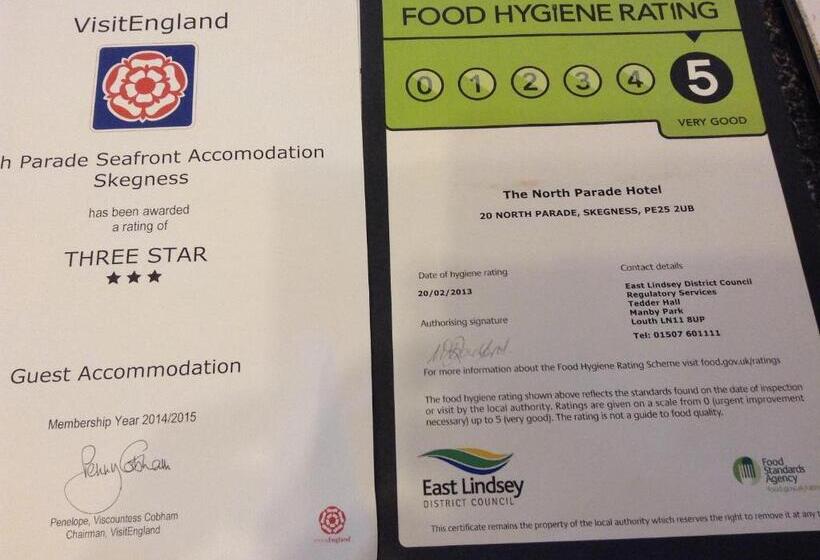 VisitEngland
h Parade Seafront Accomodation
Skegness
has been awarded
a rating of
THREE STAR
Guest Accommodation
Membership Year 2014/2015
Penny Cobham
Penelope, Viscountess Cobham
Chairman, VisitEngland
FOOD HYGIENE RATING
0 1 2 3 4 5
VERY GOOD
The North Parade Hotel
20 NORTH PARADE, SKEGNESS, PE25 2UB
Date of hygiene rating
20/02/2013
Authorising signature
Contact details
East Lindsey District Council
Regulatory Services
Tedder Hall
Manby Park
Louth LN11 8UP
Tel: 01507 601111
For more information about the Food Hygiene Rating Scheme visit food.gov.uk/ratings
The food hygiene rating shown above reflects the standards found on the date of inspection
or visit by the local authority. Ratings are given on a scale from 0 (urgent improvement
necessary) up to 5 (very good). The rating is not a guide to food quality.
East Lindsey
DISTRICT COUNCIL
Food
Standards
Agency
This certificate remains the property of the local authority which reserves the right to remove it at any t